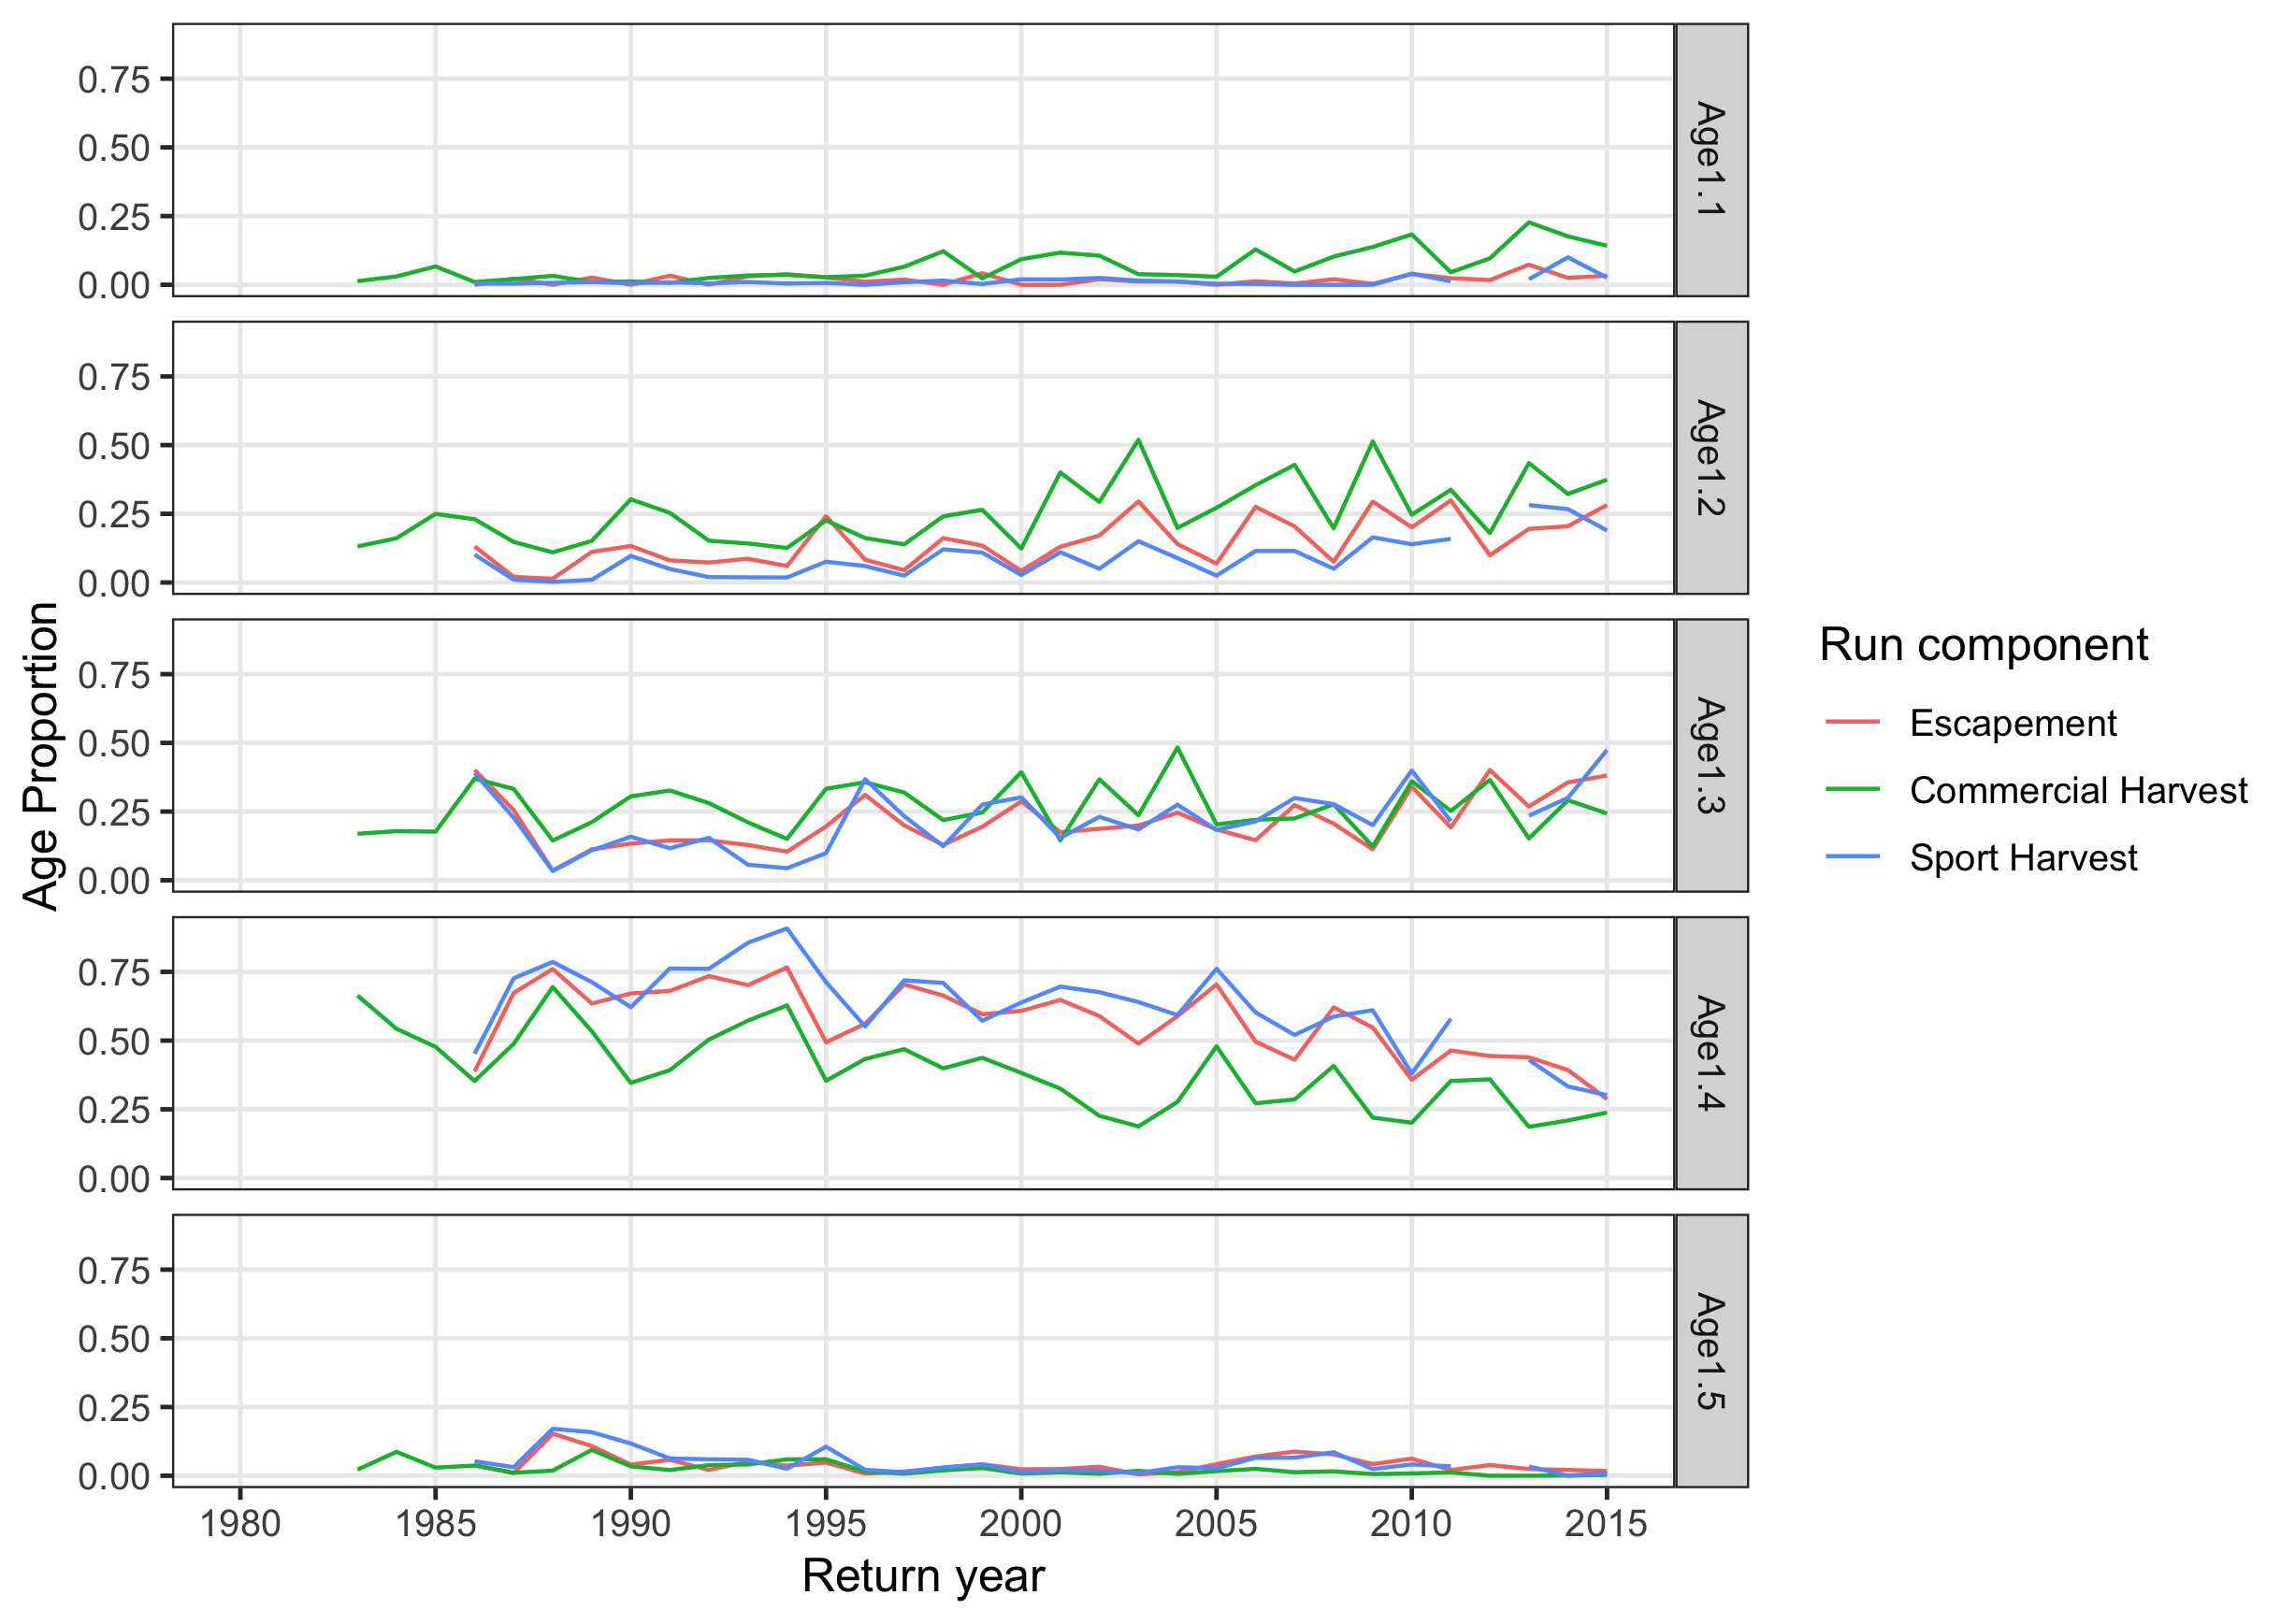 Age Proportion
0.75
0.50
0.25
0.00
Age1.1
0.75
0.50
0.25
0.00
Age1.2
0.75
0.50
0.25
0.00
Age1.3
0.75
0.50
0.25
0.00
Age1.4
0.75
0.50
0.25
0.00
Age1.5
1980 1985 1990 1995 2000 2005 2010 2015
Return year
Run component
Escapement
Commercial Harvest
Sport Harvest